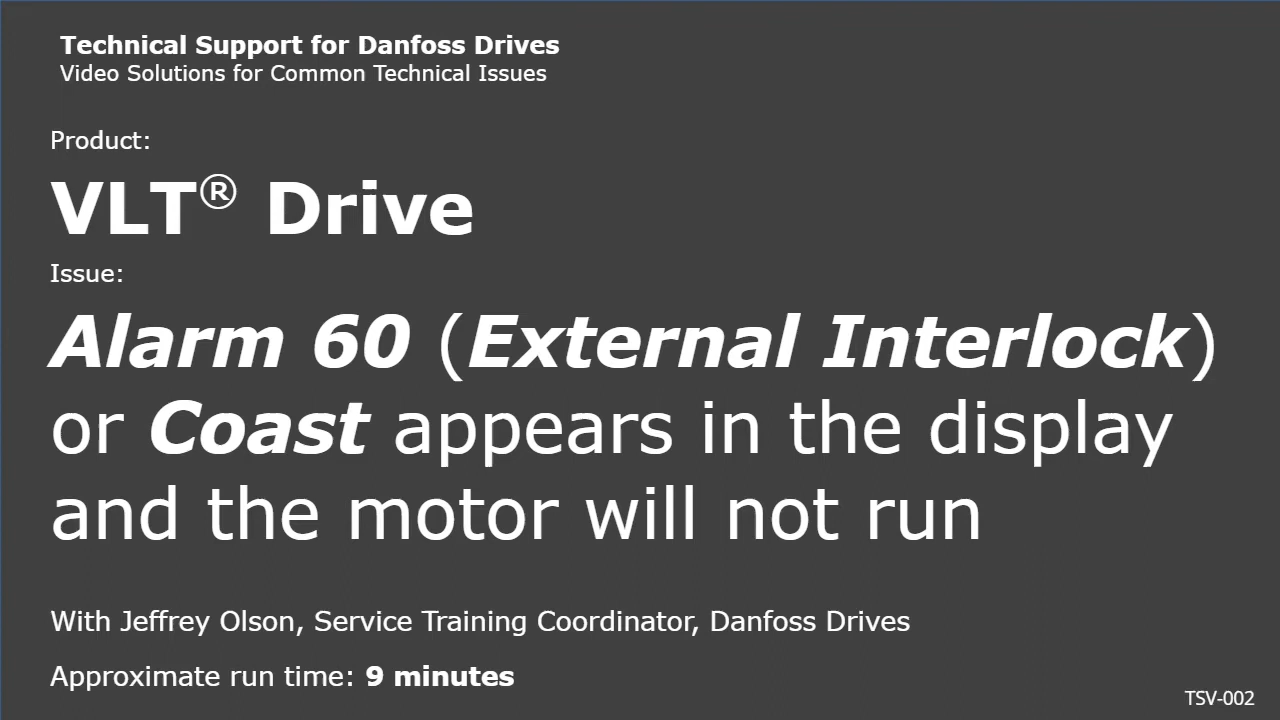 Technical Support for Danfoss Drives
Video Solutions for Common Technical Issues
Product:
VLT® Drive
Issue:
Alarm 60 (External Interlock)
or Coast appears in the display
and the motor will not run
With Jeffrey Olson, Service Training Coordinator, Danfoss Drives
Approximate run time: 9 minutes
TSV-002